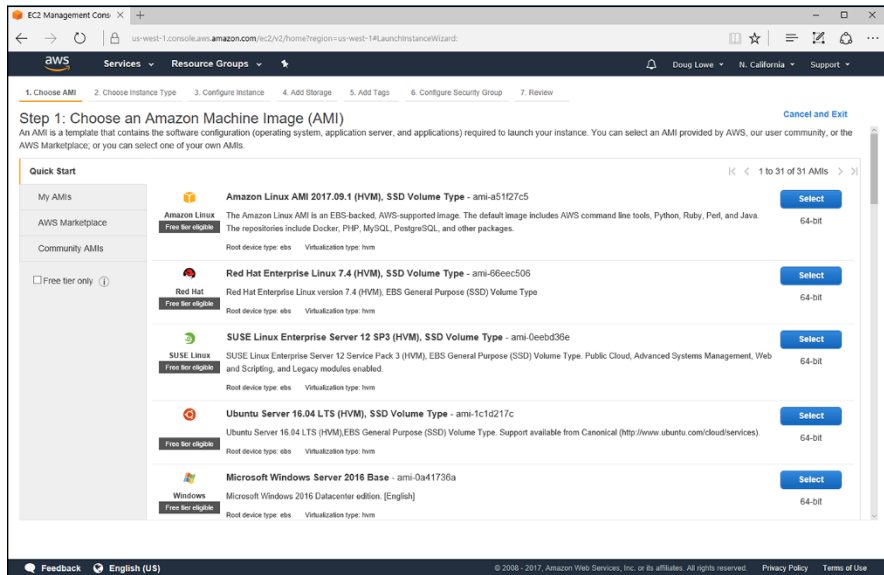 EC2 Management Cons
us-west-1.console.aws.amazon.com/ec2/v2/home?region=us-west-1#LaunchInstanceWizard:
aws Services Resource Groups Doug Lowe N. California Support
1. Choose AMI 2. Choose Instance Type 3. Configure Instance 4. Add Storage 5. Add Tags 6. Configure Security Group 7. Review
Step 1: Choose an Amazon Machine Image (AMI)
Cancel and Exit
An AMI is a template that contains the software configuration (operating system, application server, and applications) required to launch your instance. You can select an AMI provided by AWS, our user community, or the
AWS Marketplace; or you can select one of your own AMIs.
Quick Start
1 to 31 of 31 AMIs
My AMIs
AWS Marketplace
Community AMIs
Free tier only
Amazon Linux
Free tier eligible
Amazon Linux AMI 2017.09.1 (HVM), SSD Volume Type - ami-a51f27c5
The Amazon Linux AMI is an EBS-backed, AWS-supported image. The default image includes AWS command line tools, Python, Ruby, Perl, and Java.
The repositories include Docker, PHP, MySQL, PostgreSQL, and other packages.
Root device type: ebs Virtualization type: hvm
Select
64-bit
Red Hat
Free tier eligible
Red Hat Enterprise Linux 7.4 (HVM), SSD Volume Type - ami-66eec506
Red Hat Enterprise Linux version 7.4 (HVM), EBS General Purpose (SSD) Volume Type
Root device type: ebs Virtualization type: hvm
Select
64-bit
SUSE Linux
Free tier eligible
SUSE Linux Enterprise Server 12 SP3 (HVM), SSD Volume Type - ami-0eebd36e
SUSE Linux Enterprise Server 12 Service Pack 3 (HVM), EBS General Purpose (SSD) Volume Type. Public Cloud, Advanced Systems Management, Web
and Scripting, and Legacy modules enabled.
Root device type: ebs Virtualization type: hvm
Select
64-bit
Free tier eligible
Ubuntu Server 16.04 LTS (HVM), SSD Volume Type - ami-1c1d217c
Ubuntu Server 16.04 LTS (HVM),EBS General Purpose (SSD) Volume Type. Support available from Canonical (http://www.ubuntu.com/cloud/services).
Root device type: ebs Virtualization type: hvm
Select
64-bit
Windows
Free tier eligible
Microsoft Windows Server 2016 Base - ami-0a41736a
Microsoft Windows 2016 Datacenter edition. [English]
Root device type: ebs Virtualization type: hvm
Select
64-bit
Feedback English (US) © 2008 - 2017, Amazon Web Services, Inc. or its affiliates. All rights reserved. Privacy Policy Terms of Use